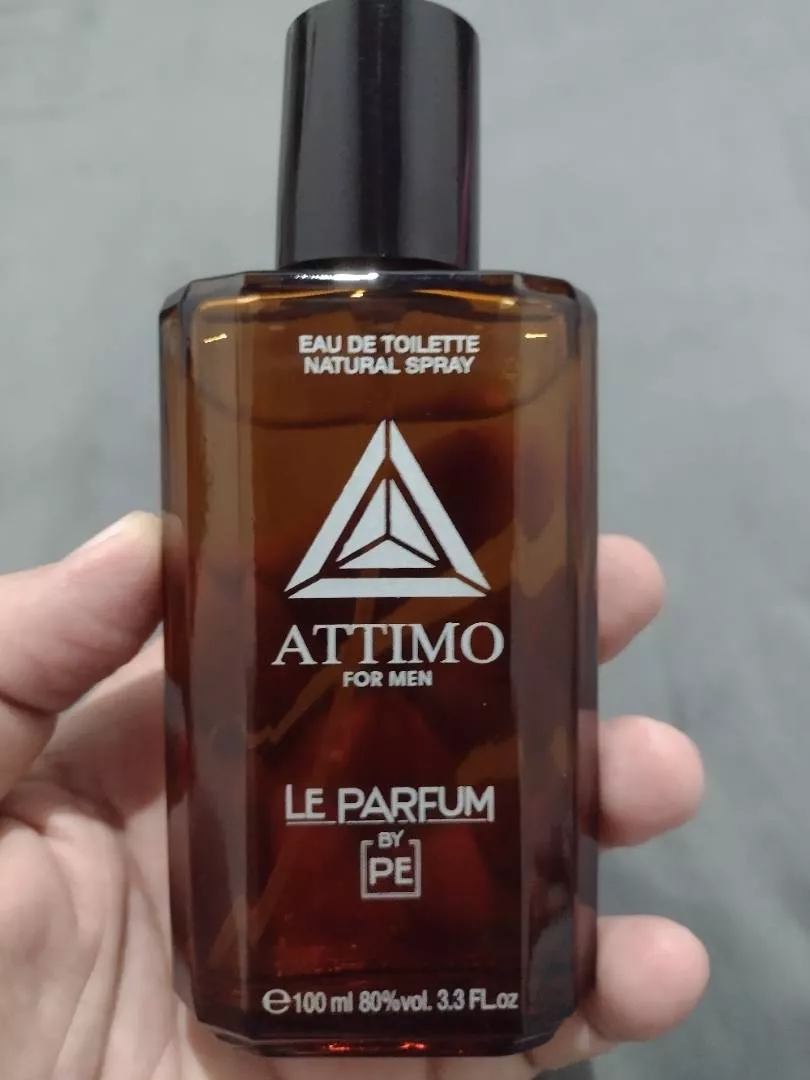 EAU DE TOILETTE
NATURAL SPRAY
ATTIMO
FOR MEN
LE PARFUM
BY
PE
℮100 ml 80%vol. 3.3 FL.oz